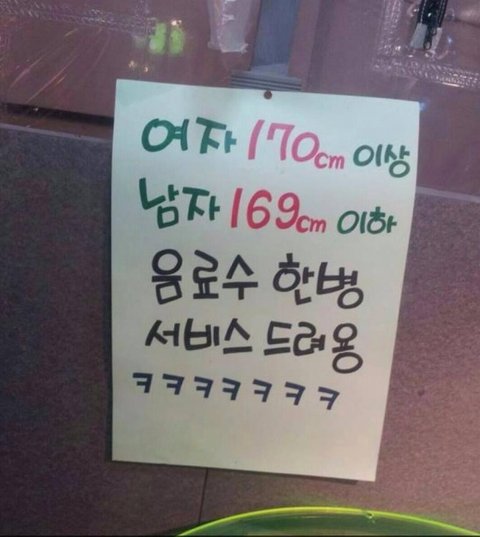 여자 170cm 이상
남자 169cm 이하
음료수 한병
서비스 드려용
ㅋㅋㅋㅋㅋㅋㅋ